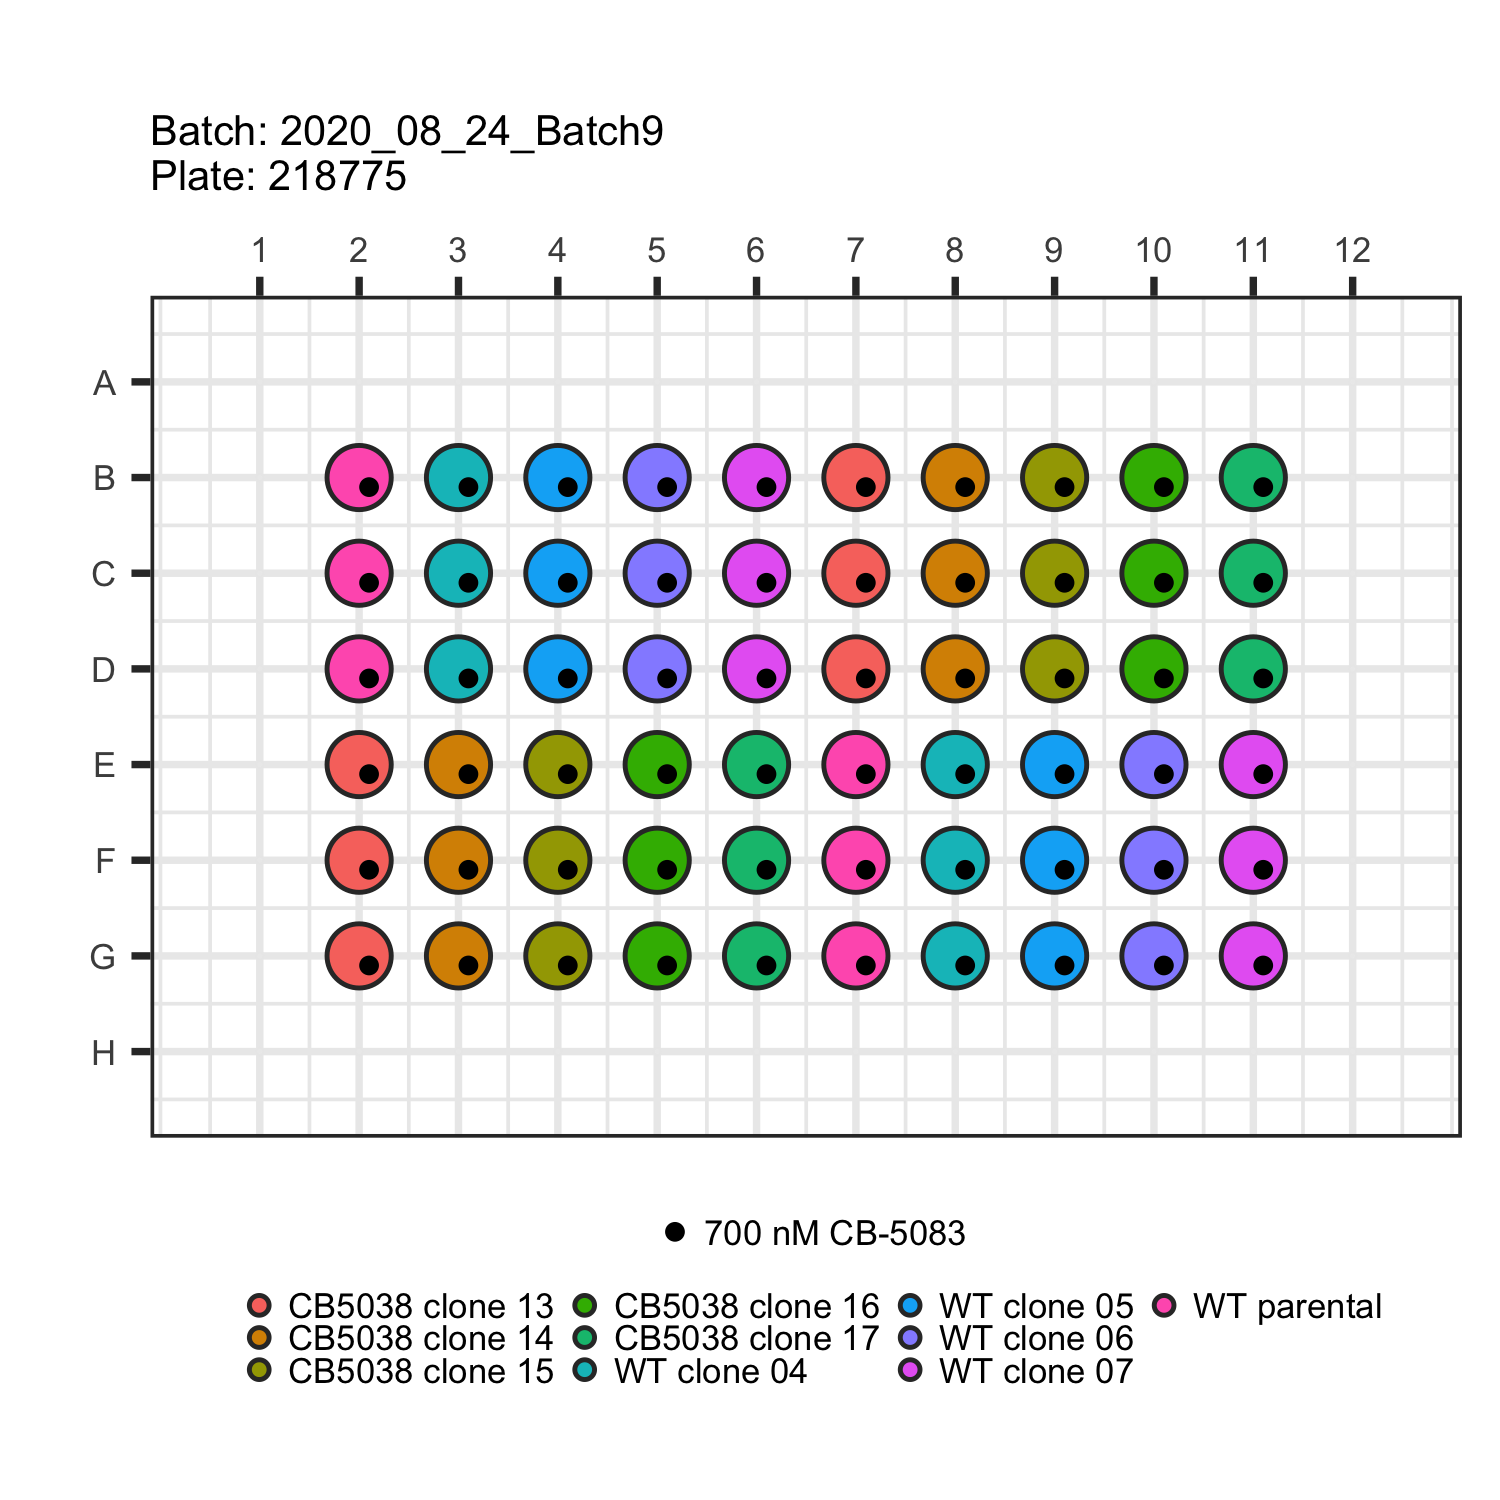 Batch: 2020_08_24_Batch9
Plate: 218775
1 2 3 4 5 6 7 8 9 10 11 12
A
B
C
D
E
F
G
H
700 nM CB-5083
CB5038 clone 13 CB5038 clone 16 WT clone 05 WT parental
CB5038 clone 14 CB5038 clone 17 WT clone 06
CB5038 clone 15 WT clone 04 WT clone 07